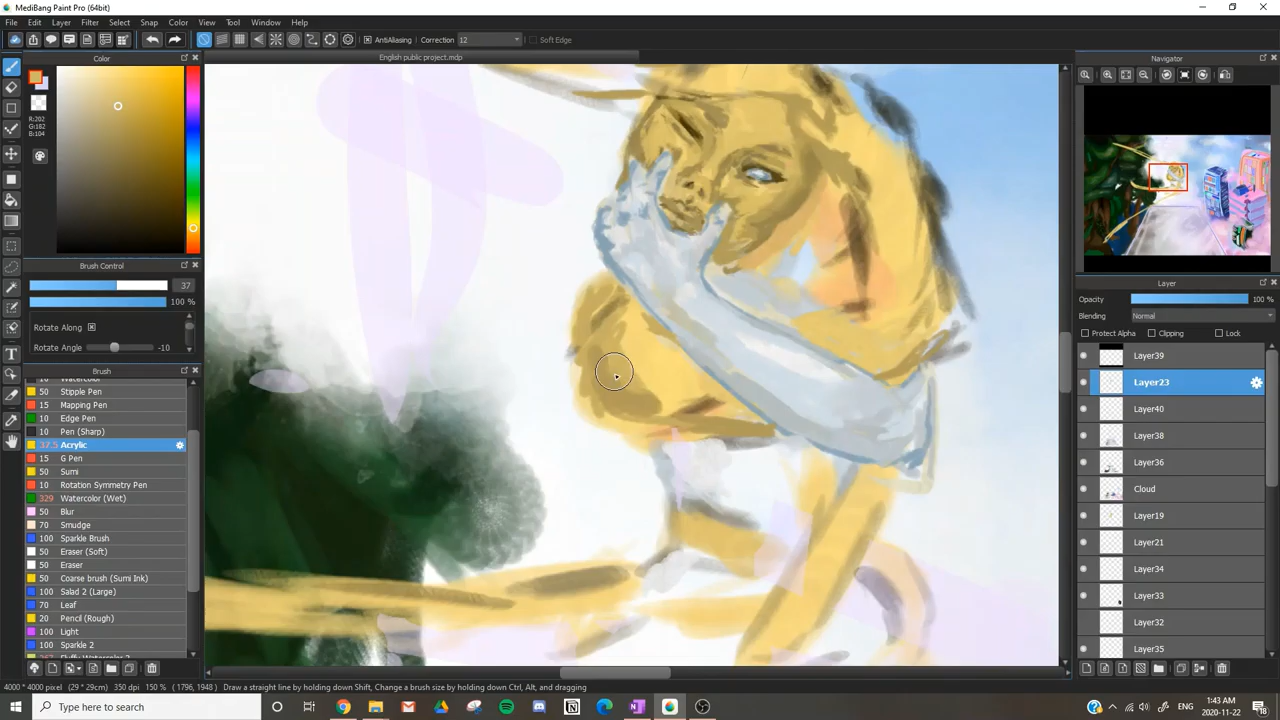 MediBang Paint Pro (64bit)
File Edit Layer Filter Select Snap Color View Tool Window Help
AntiAliasing Correction 12 Soft Edge
English public project.mdp
Color
R:202
G:182
B:104
Brush Control
37
100 %
Rotate Along
Rotate Angle -10
Brush
10 Watercolor
50 Stipple Pen
15 Mapping Pen
10 Edge Pen
10 Pen (Sharp)
37.5 Acrylic
15 G Pen
50 Sumi
10 Rotation Symmetry Pen
329 Watercolor (Wet)
50 Blur
70 Smudge
100 Sparkle Brush
50 Eraser (Soft)
50 Eraser
50 Coarse brush (Sumi Ink)
100 Salad 2 (Large)
70 Leaf
20 Pencil (Rough)
100 Light
100 Sparkle 2
Navigator
Layer
Opacity 100 %
Blending Normal
Protect Alpha Clipping Lock
Layer39
Layer23
Layer40
Layer38
Layer36
Cloud
Layer19
Layer21
Layer34
Layer33
Layer32
Layer35
4000 * 4000 pixel (29 * 29cm) 350 dpi 150 % ( 1796, 1948 ) Draw a straight line by holding down Shift, Change a brush size by holding down Ctrl, Alt, and dragging
Type here to search
ENG
1:43 AM
2020-11-22
18